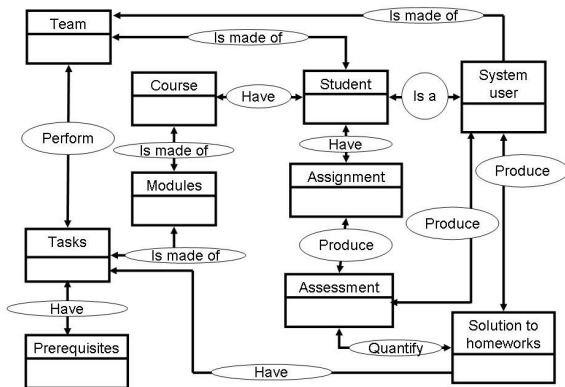 Team
Is made of
Is made of
Course
Have
Student
Is a
System
user
Perform
Is made of
Have
Produce
Modules
Assignment
Tasks
Is made of
Produce
Produce
Have
Assessment
Prerequisites
Have
Quantify
Solution to
homeworks